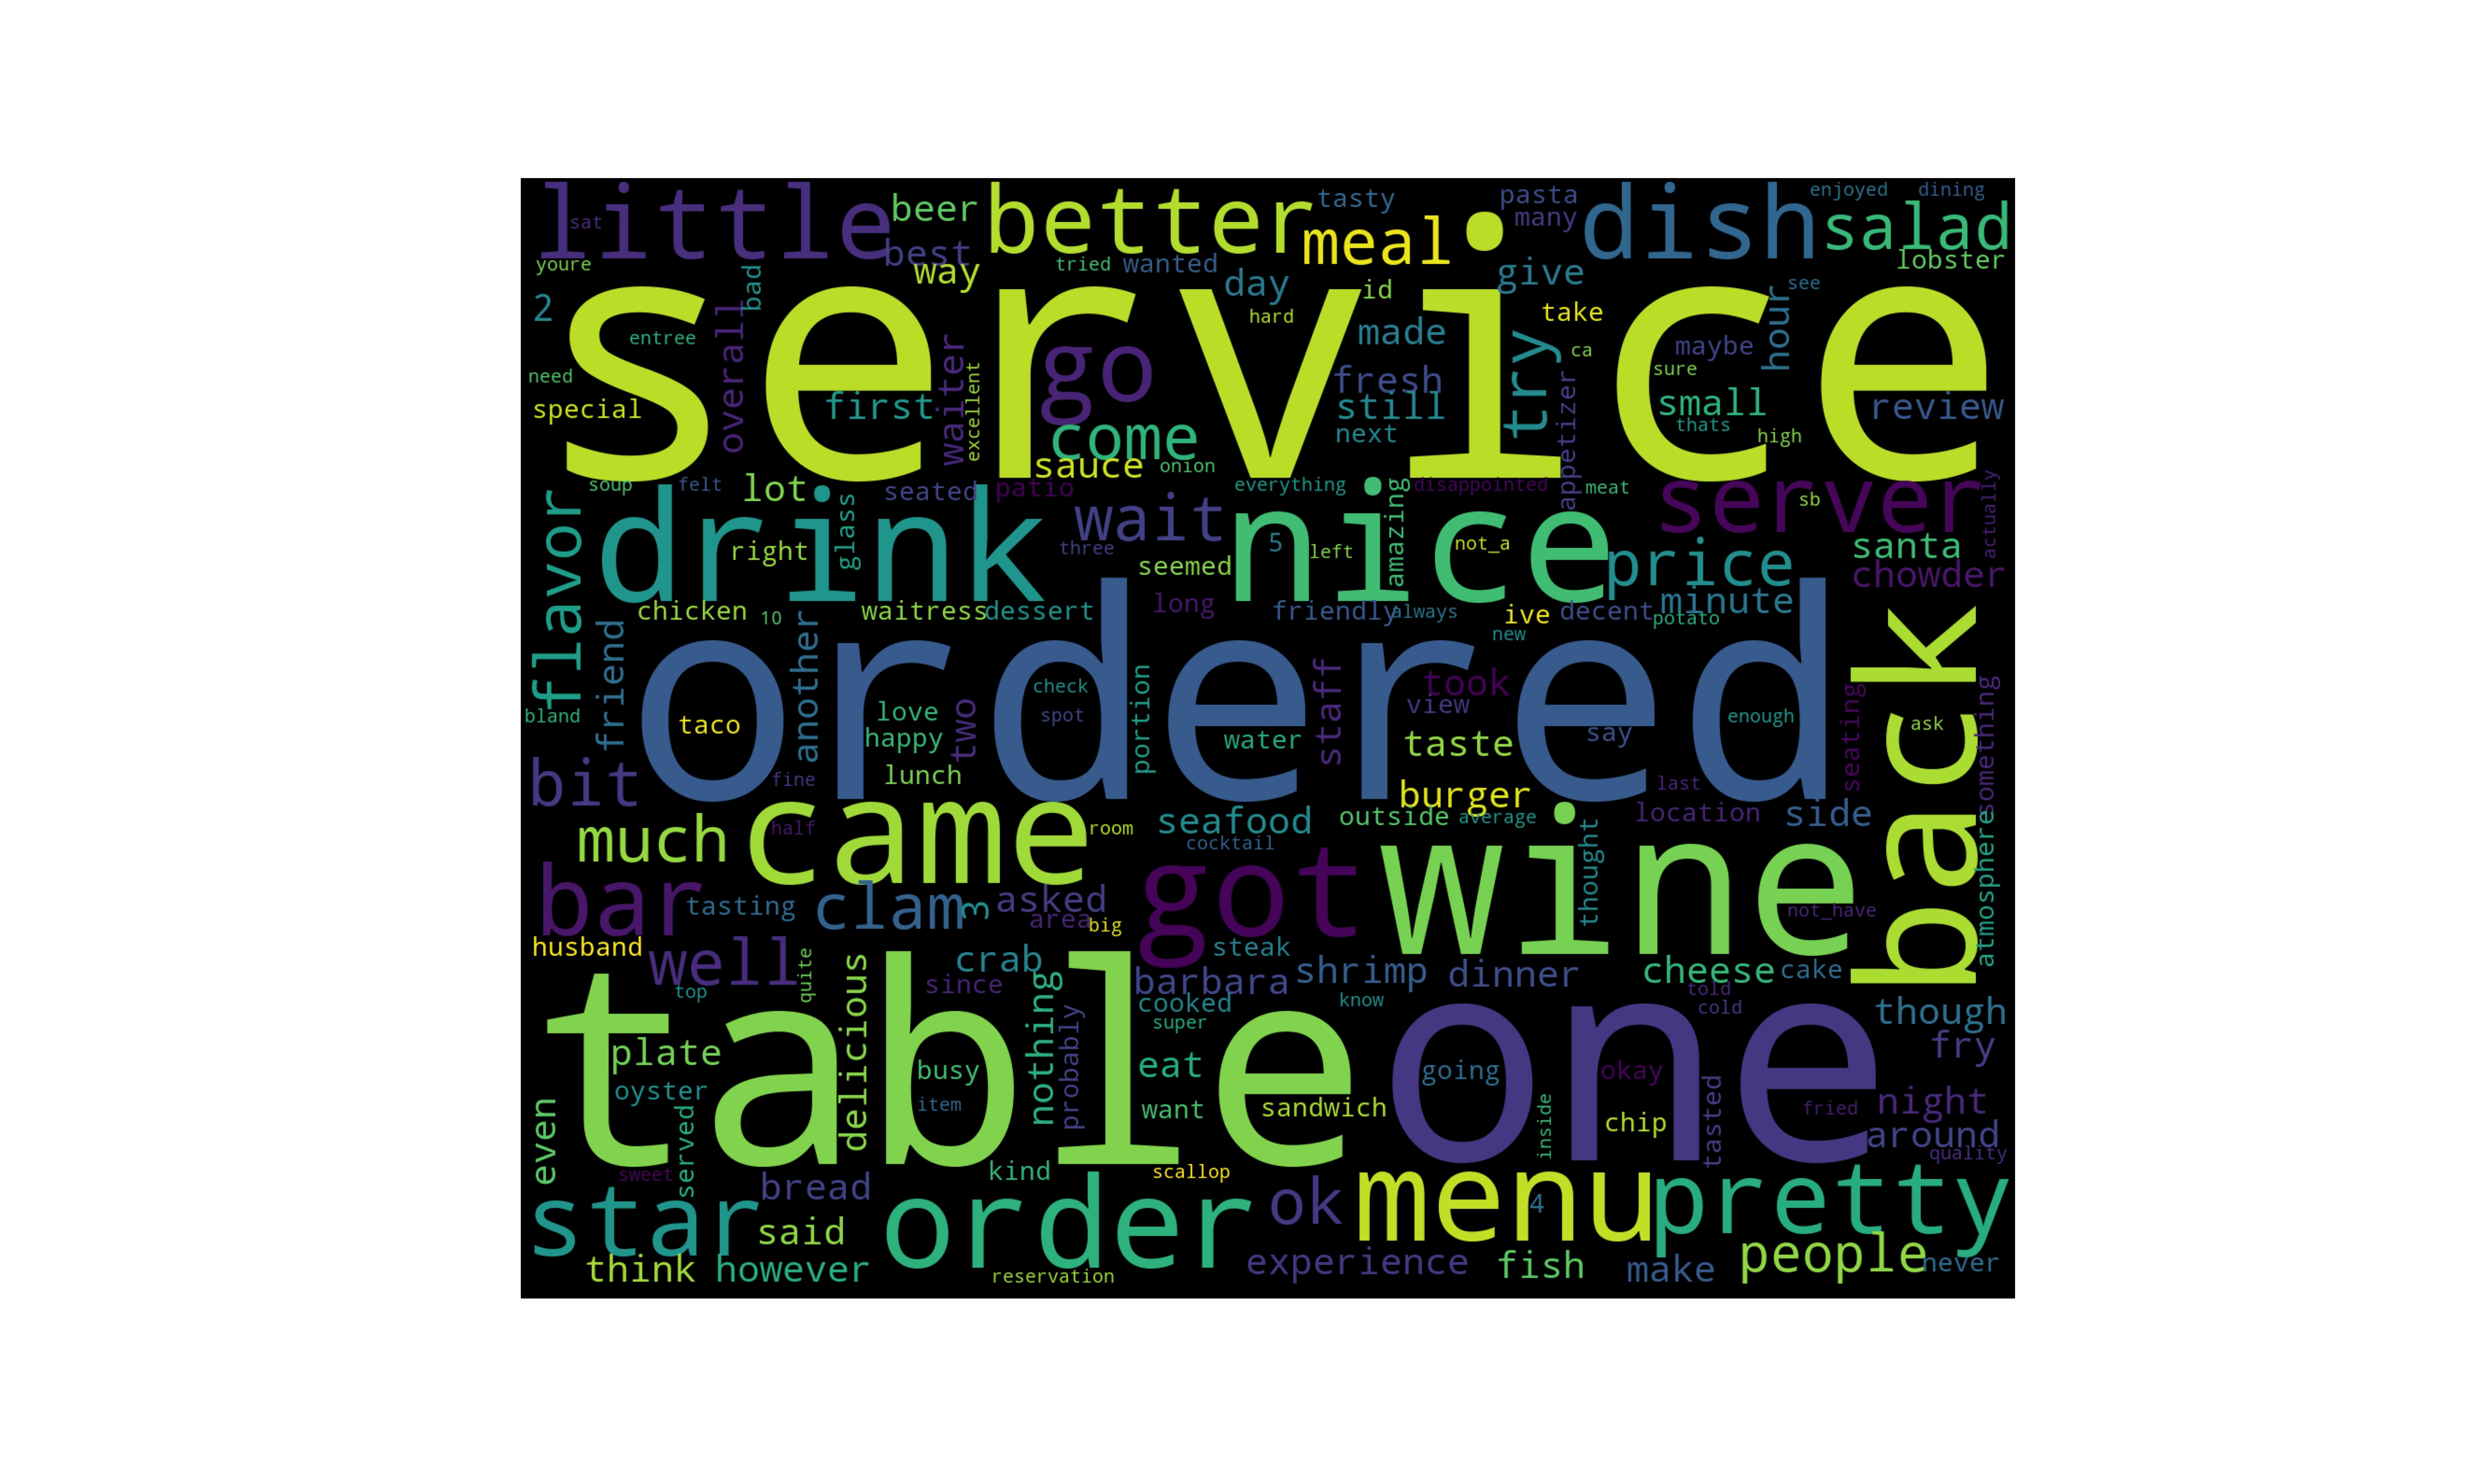 little
sat
beer
better
tasty
pasta
many
dish
enjoyed
dining
salad
best
way
meal
lobster
youre
bad
tried
wanted
day
id
give
hour
see
2
service
entree
overall
hard
made
take
ca
maybe
need
special
first
waiter
excellent
go
come
fresh
still
next
try
appetizer
sure
small
thats
high
review
sauce
onion
soup
felt
lot
seated
patio
everything
disappointed
meat
server
sb
actually
flavor
drink
right
glass
wait
three
seemed
nice
5
left
amazing
not_a
price
santa
chowder
minute
chicken
10
waitress
dessert
long
friendly
always
ive
decent
potato
new
friend
another
ordered
bland
taco
love
happy
two
lunch
check
spot
portion
water
staff
took
view
taste
say
enough
seating
back
ask
something
bit
fine
much
half
came
room
seafood
cocktail
burger
outside
average
last
location
side
bar
tasting
clam
3
asked
area
big
got
wine
thought
not_have
atmosphere
husband
well
quite
top
delicious
crab
since
nothing
probably
steak
barbara
shrimp
dinner
cheese
cake
told
cold
cooked
super
know
though
table
one
plate
oyster
busy
item
eat
want
sandwich
going
okay
chip
tasted
fried
fry
night
around
quality
inside
even
served
sweet
star
bread
said
order
kind
scallop
ok
menu
4
pretty
think
however
reservation
experience
fish
make
people
never